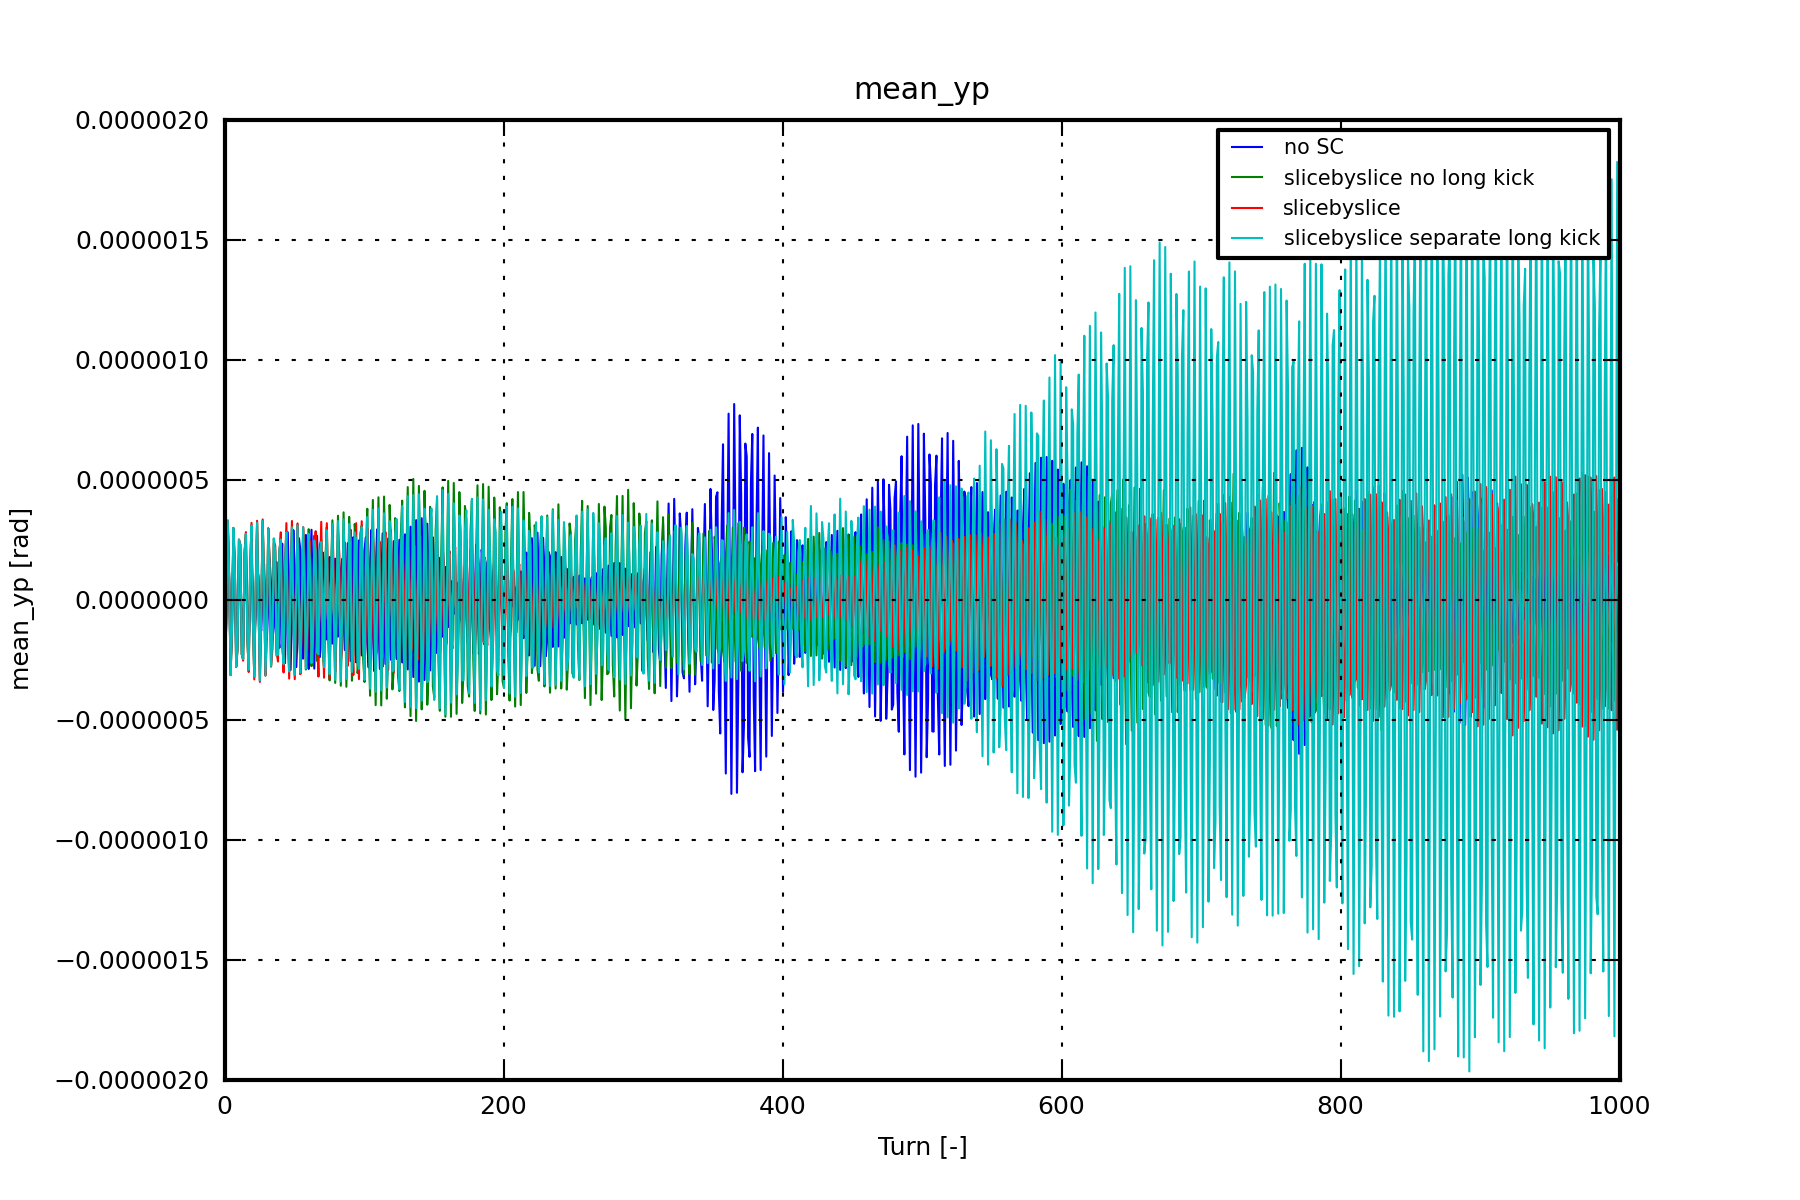 mean_yp
0.0000020
0.0000015
0.0000010
0.0000005
0.0000000
−0.0000005
−0.0000010
−0.0000015
−0.0000020
mean_yp [rad]
no SC
slicebyslice no long kick
slicebyslice
slicebyslice separate long kick
0 200 400 600 800 1000
Turn [-]